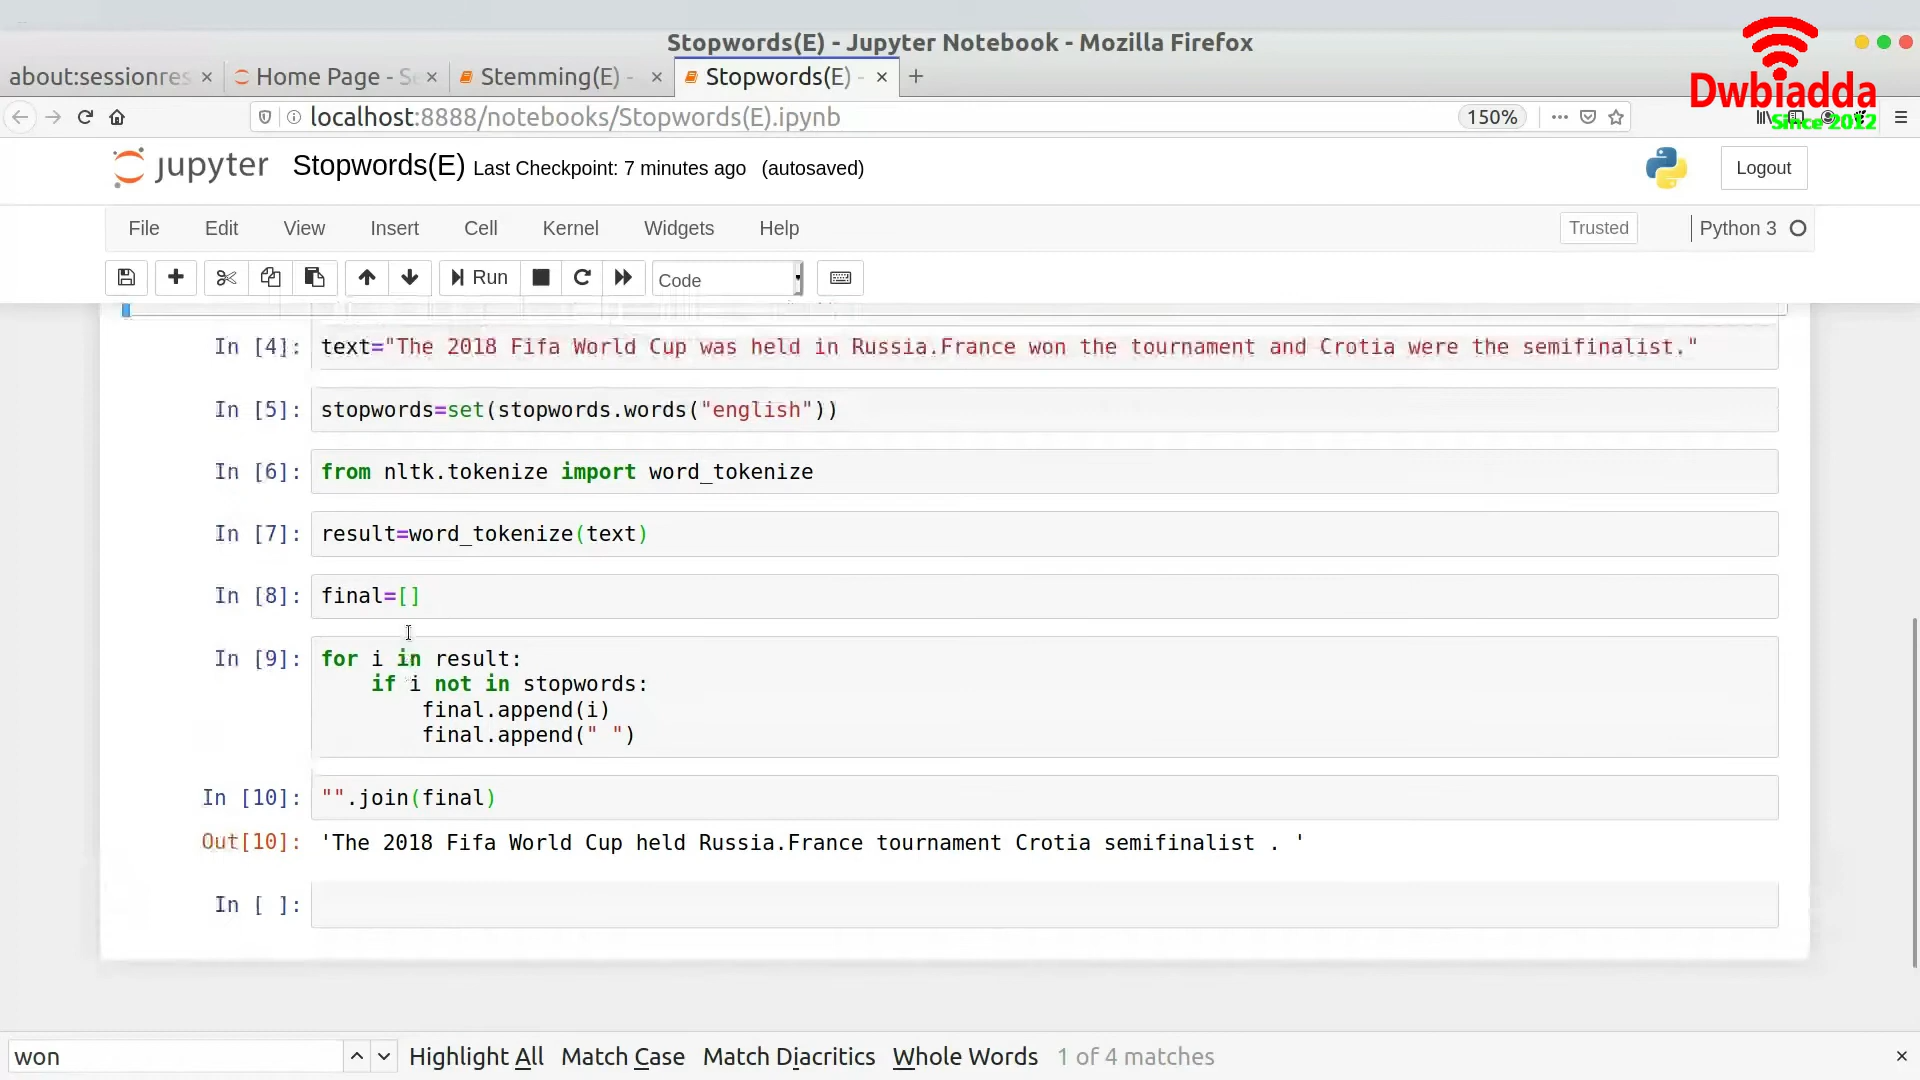 Stopwords(E) - Jupyter Notebook - Mozilla Firefox
Dwbiadda
Since 2012
about:sessionres
Home Page - S
Stemming(E) -
Stopwords(E) -
localhost:8888/notebooks/Stopwords(E).ipynb
150%
jupyter
Stopwords(E) Last Checkpoint: 7 minutes ago (autosaved)
Logout
File Edit View Insert Cell Kernel Widgets Help
Trusted
Python 3
Run
Code
In [4]: text="The 2018 Fifa World Cup was held in Russia.France won the tournament and Crotia were the semifinalist."
In [5]: stopwords=set(stopwords.words("english"))
In [6]: from nltk.tokenize import word_tokenize
In [7]: result=word_tokenize(text)
In [8]: final=[]
In [9]: for i in result:
if i not in stopwords:
final.append(i)
final.append(" ")
In [10]: "".join(final)
Out[10]: 'The 2018 Fifa World Cup held Russia.France tournament Crotia semifinalist . '
In [ ]:
won
Highlight All Match Case Match Diacritics Whole Words 1 of 4 matches